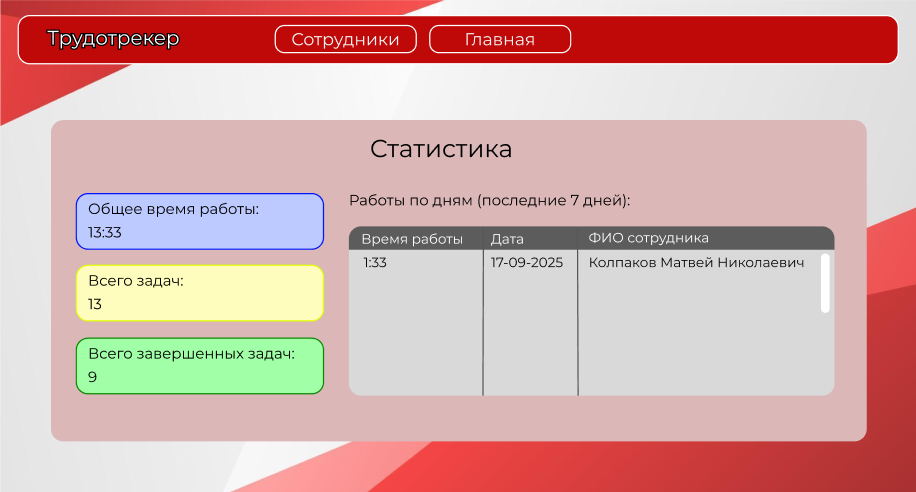 Трудотрекер
Сотрудники
Главная
Статистика
Общее время работы:
13:33
Всего задач:
13
Всего завершенных задач:
9
Работы по дням (последние 7 дней):
Время работы Дата ФИО сотрудника
1:33 17-09-2025 Колпаков Матвей Николаевич